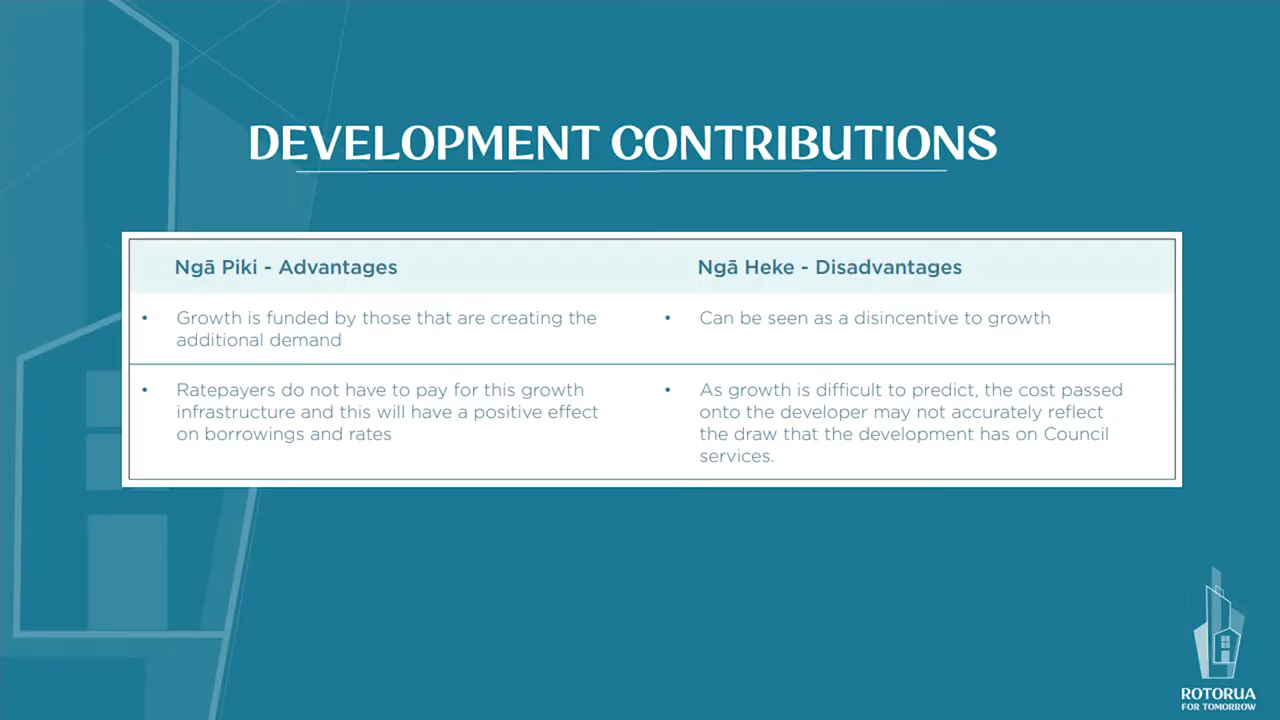 DEVELOPMENT CONTRIBUTIONS
Ngā Piki - Advantages
Ngā Heke - Disadvantages
• Growth is funded by those that are creating the
additional demand
• Can be seen as a disincentive to growth
• Ratepayers do not have to pay for this growth
infrastructure and this will have a positive effect
on borrowings and rates
• As growth is difficult to predict, the cost passed
onto the developer may not accurately reflect
the draw that the development has on Council
services.
ROTORUA
FOR TOMORROW